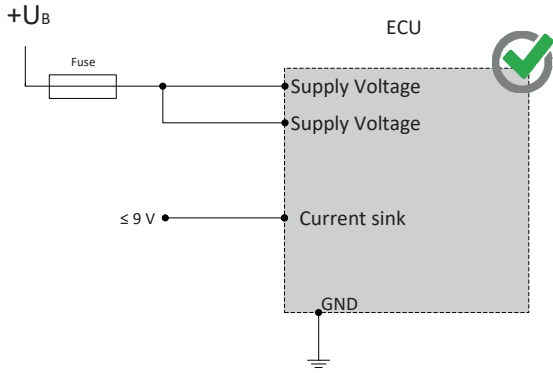 +UB
ECU
Fuse
Supply Voltage
Supply Voltage
≤ 9 V
Current sink
GND